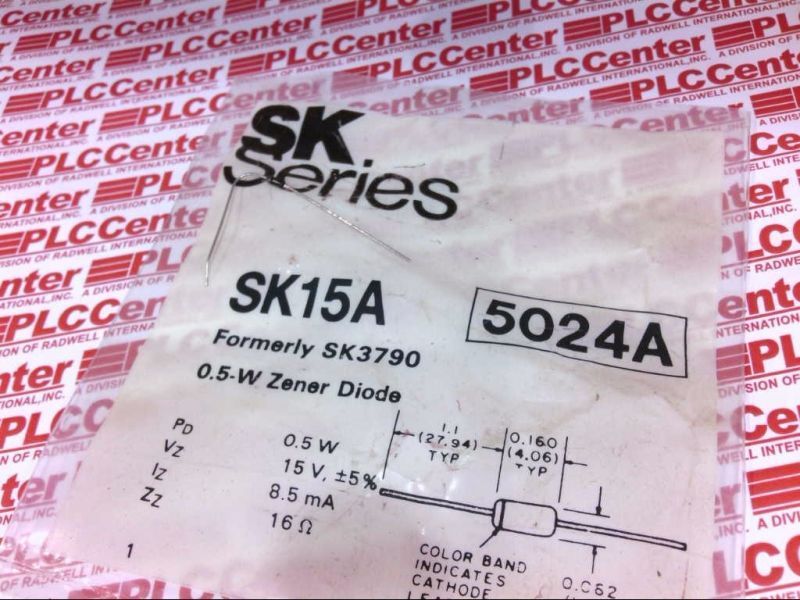 SK
Series
SK15A
5024A
Formerly SK3790
0.5-W Zener Diode
PD 0.5 W
VZ 15 V, ±5%
IZ 8.5 mA
ZZ 16 Ω
1
1.1
(27.94)
TYP
0.160
(4.06)
TYP
COLOR BAND
INDICATES
CATHODE
0.062
PLCCenter
A DIVISION OF RADWELL INTERNATIONAL, INC.